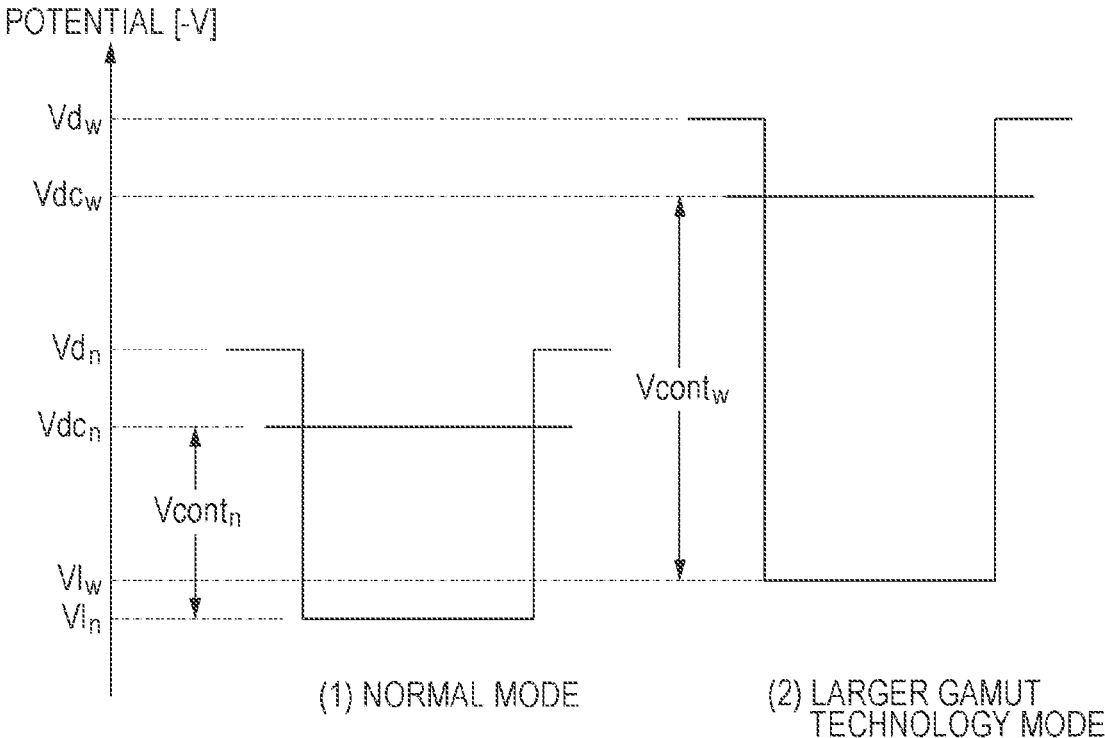 POTENTIAL [-V]
Vdw
Vdcw
Vdn
Vcontw
Vdcn
Vcontn
Vlw
Vln
(1) NORMAL MODE
(2) LARGER GAMUT
TECHNOLOGY MODE